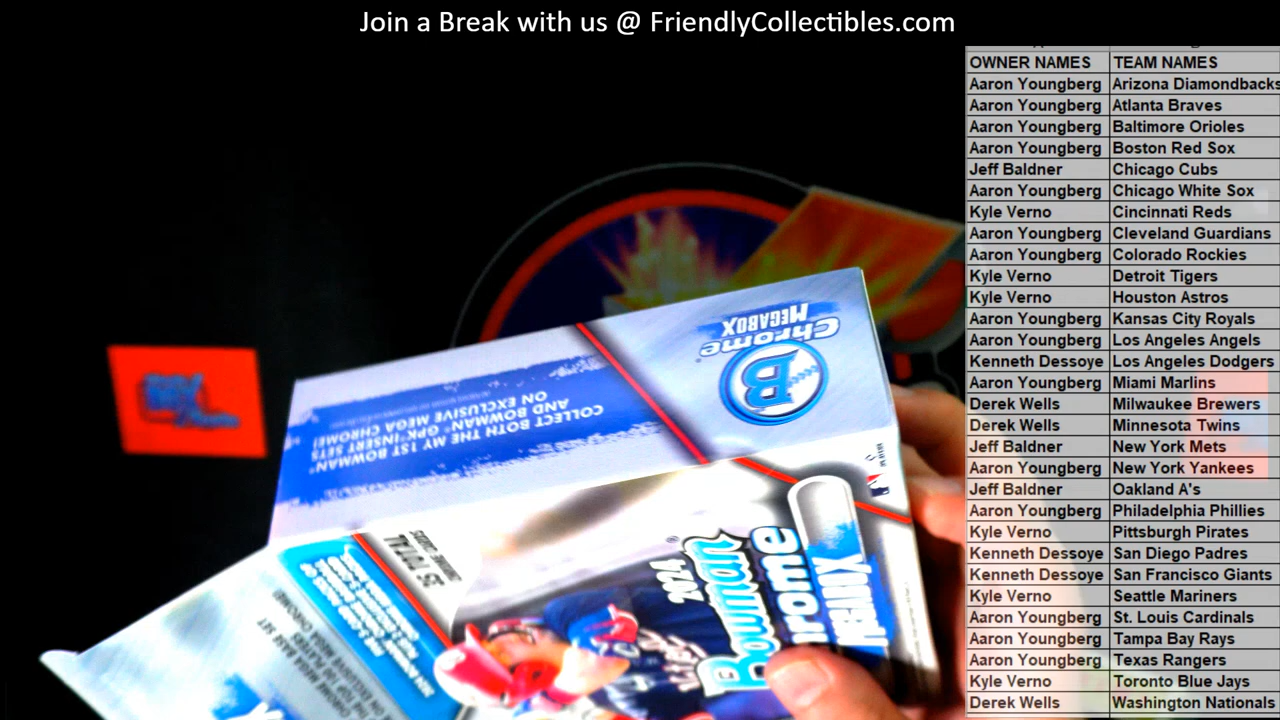 Join a Break with us @ FriendlyCollectibles.com
OWNER NAMES TEAM NAMES
Aaron Youngberg Arizona Diamondbacks
Aaron Youngberg Atlanta Braves
Aaron Youngberg Baltimore Orioles
Aaron Youngberg Boston Red Sox
Jeff Baldner Chicago Cubs
Aaron Youngberg Chicago White Sox
Kyle Verno Cincinnati Reds
Aaron Youngberg Cleveland Guardians
Aaron Youngberg Colorado Rockies
Kyle Verno Detroit Tigers
Kyle Verno Houston Astros
Aaron Youngberg Kansas City Royals
Aaron Youngberg Los Angeles Angels
Kenneth Dessoye Los Angeles Dodgers
Aaron Youngberg Miami Marlins
Derek Wells Milwaukee Brewers
Derek Wells Minnesota Twins
Jeff Baldner New York Mets
Aaron Youngberg New York Yankees
Jeff Baldner Oakland A's
Aaron Youngberg Philadelphia Phillies
Kyle Verno Pittsburgh Pirates
Kenneth Dessoye San Diego Padres
Kenneth Dessoye San Francisco Giants
Kyle Verno Seattle Mariners
Aaron Youngberg St. Louis Cardinals
Aaron Youngberg Tampa Bay Rays
Aaron Youngberg Texas Rangers
Kyle Verno Toronto Blue Jays
Derek Wells Washington Nationals
B
Chrome
MEGABOX
COLLECT BOTH THE MY 1ST BOWMAN
AND BOWMAN GPK INSERT SETS
ON EXCLUSIVE MEGA CHROME!
2024
Bowman
Chrome
35 TOTAL